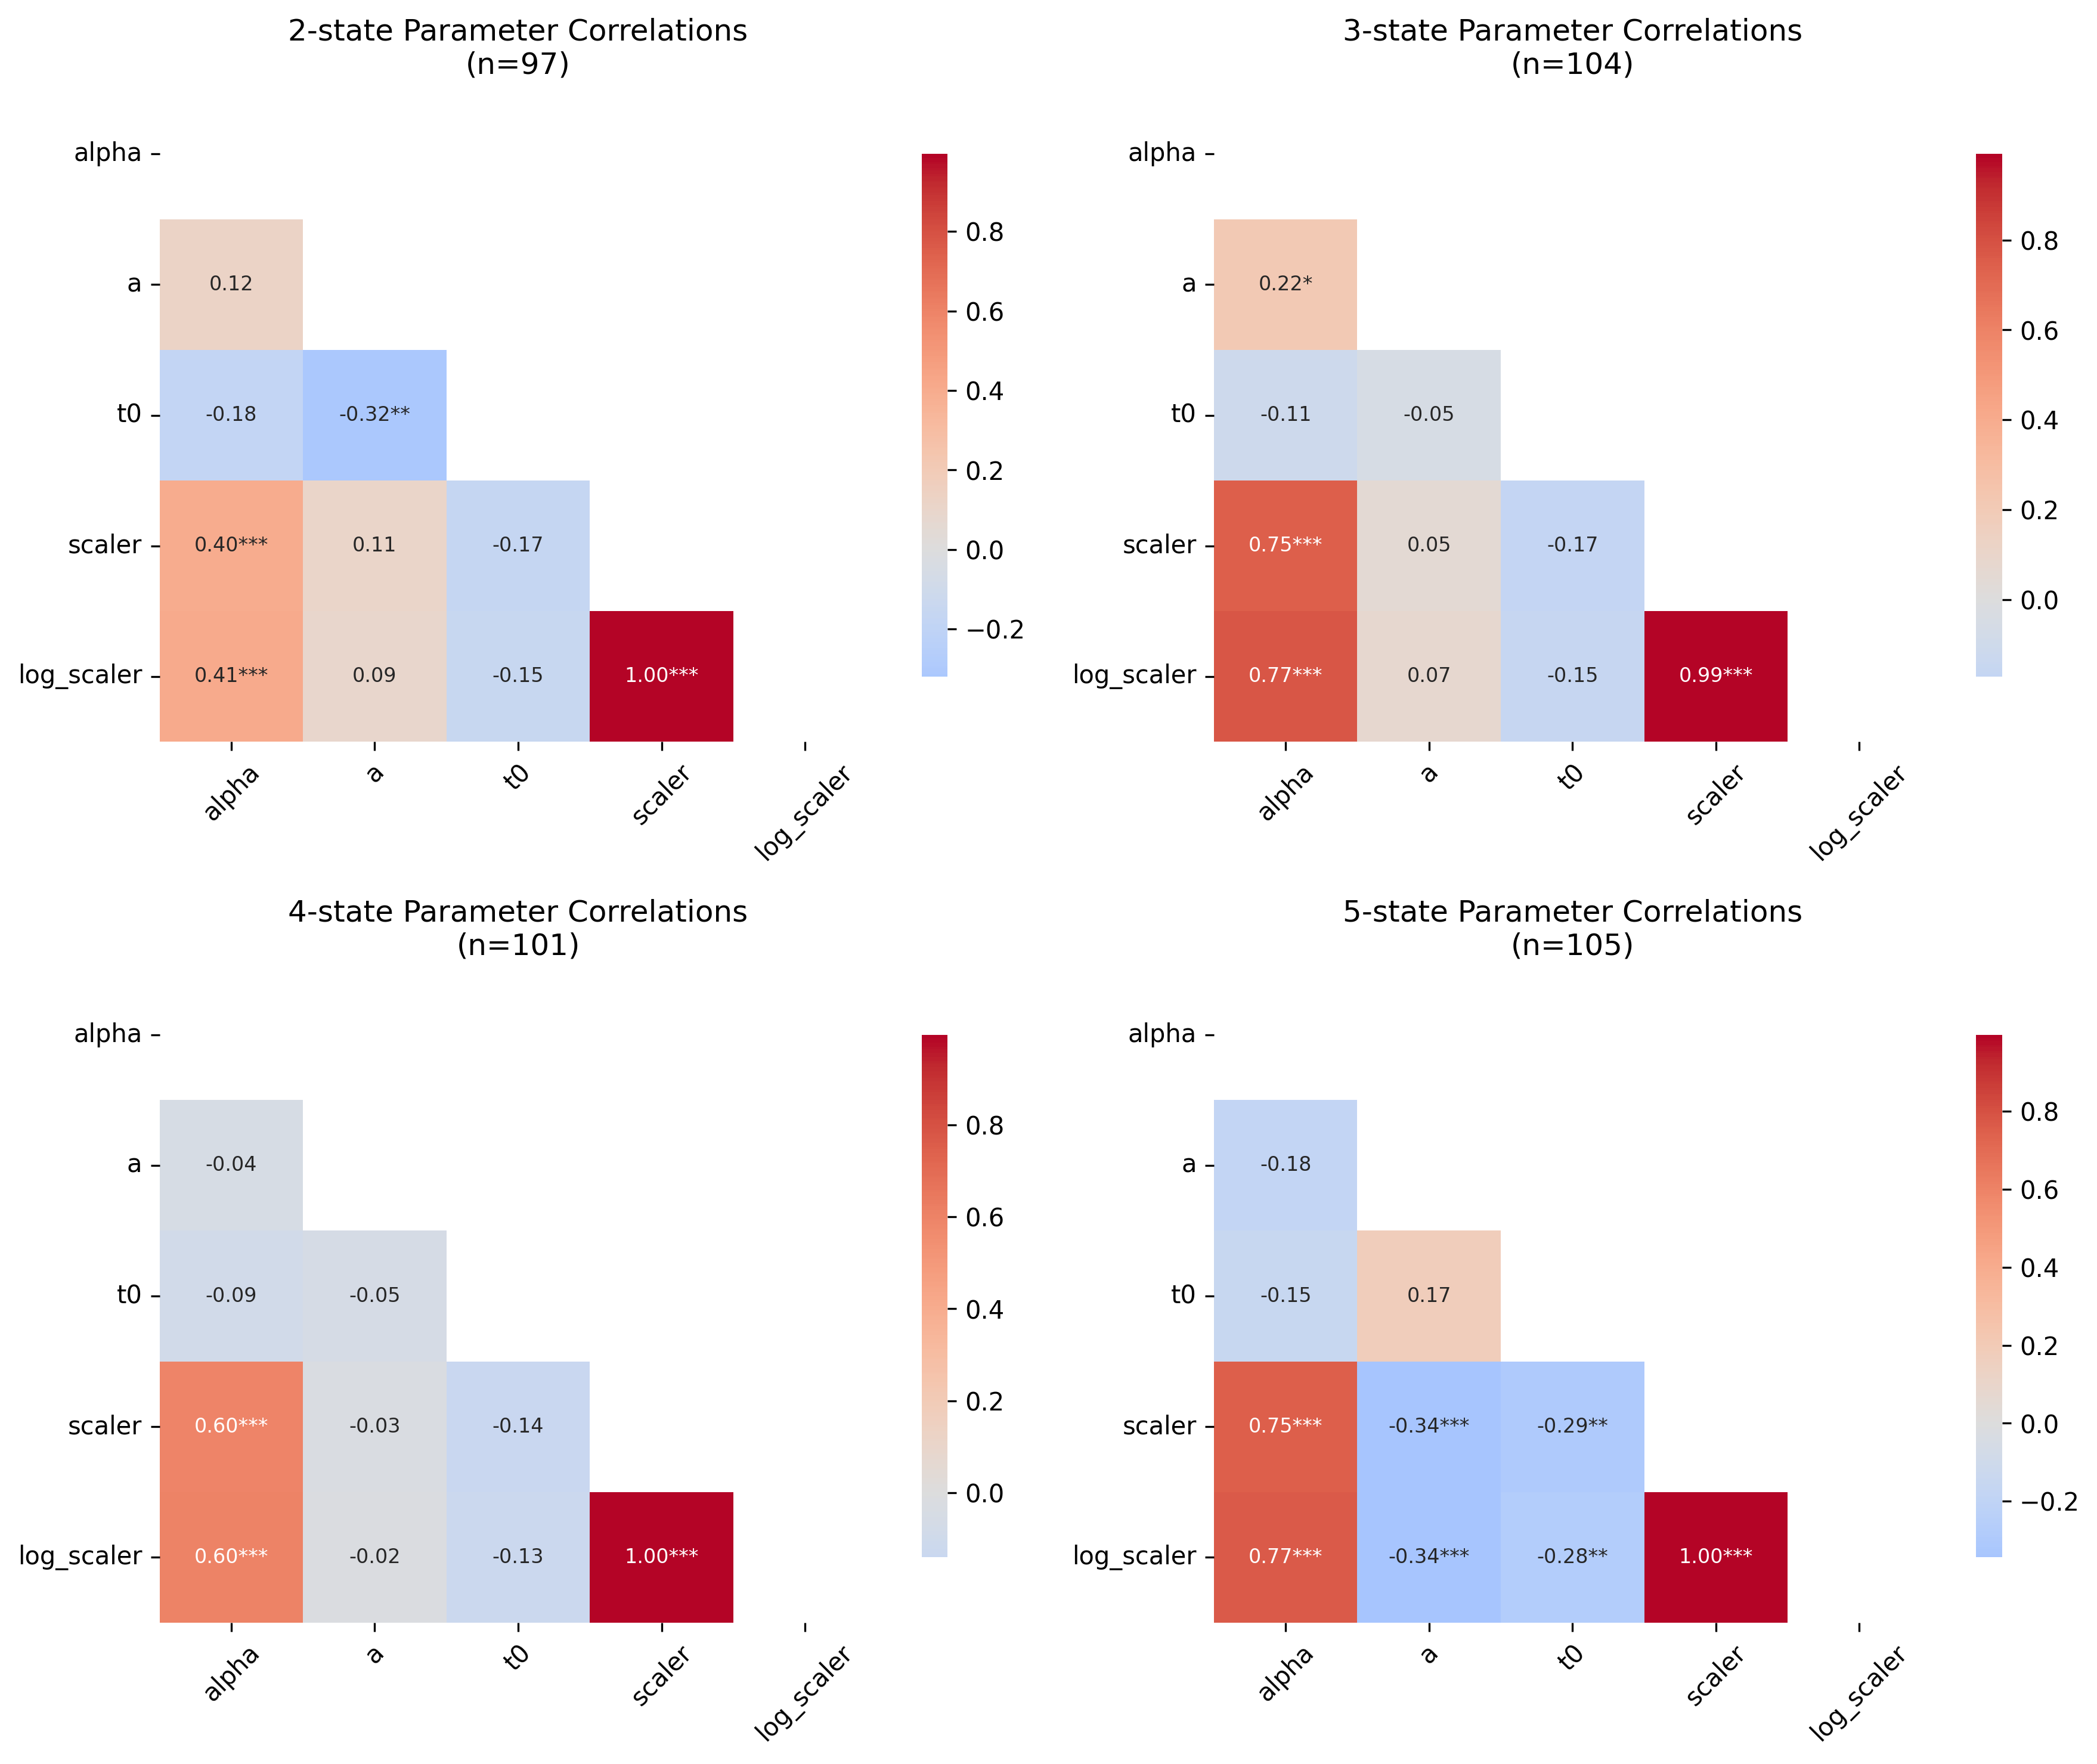 2-state Parameter Correlations
(n=97)
alpha
a
t0
scaler
log_scaler
0.12
-0.18 -0.32**
0.40*** 0.11 -0.17
0.41*** 0.09 -0.15 1.00***
alpha a t0 scaler log_scaler
0.8
0.6
0.4
0.2
0.0
−0.2
3-state Parameter Correlations
(n=104)
alpha
a
t0
scaler
log_scaler
0.22*
-0.11 -0.05
0.75*** 0.05 -0.17
0.77*** 0.07 -0.15 0.99***
alpha a t0 scaler log_scaler
0.8
0.6
0.4
0.2
0.0
4-state Parameter Correlations
(n=101)
alpha
a
t0
scaler
log_scaler
-0.04
-0.09 -0.05
0.60*** -0.03 -0.14
0.60*** -0.02 -0.13 1.00***
alpha a t0 scaler log_scaler
0.8
0.6
0.4
0.2
0.0
5-state Parameter Correlations
(n=105)
alpha
a
t0
scaler
log_scaler
-0.18
-0.15 0.17
0.75*** -0.34*** -0.29**
0.77*** -0.34*** -0.28** 1.00***
alpha a t0 scaler log_scaler
0.8
0.6
0.4
0.2
0.0
−0.2